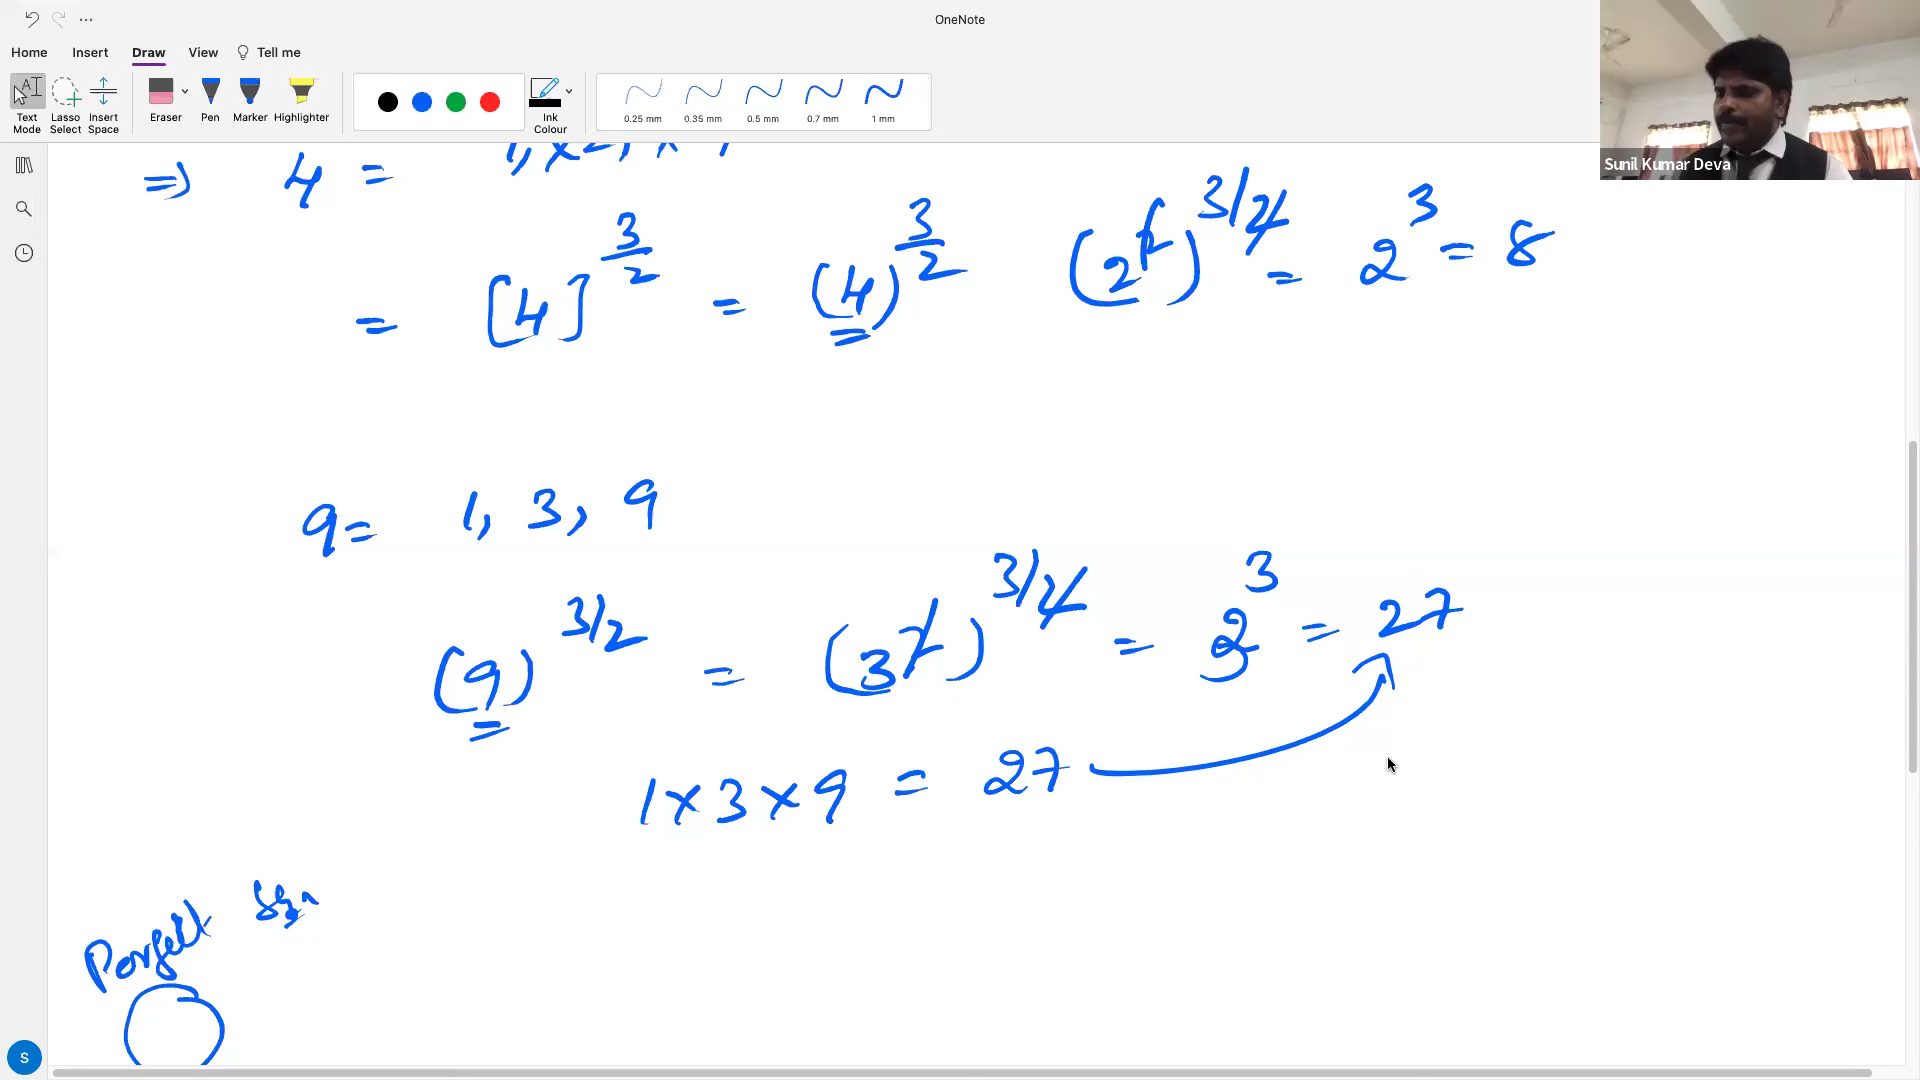 OneNote
Home Insert Draw View Tell me
Text Mode
Lasso Select
Insert Space
Eraser
Pen
Marker
Highlighter
Ink Colour
0.25 mm
0.35 mm
0.5 mm
0.7 mm
1 mm
Sunil Kumar Deva
⇒ 4 =
= [4]^{3/2} = (4)^{3/2} (2^2)^{3/2} = 2^3 = 8
9 = 1, 3, 9
(9)^{3/2} = (3^2)^{3/2} = 3^3 = 27
1 x 3 x 9 = 27
S